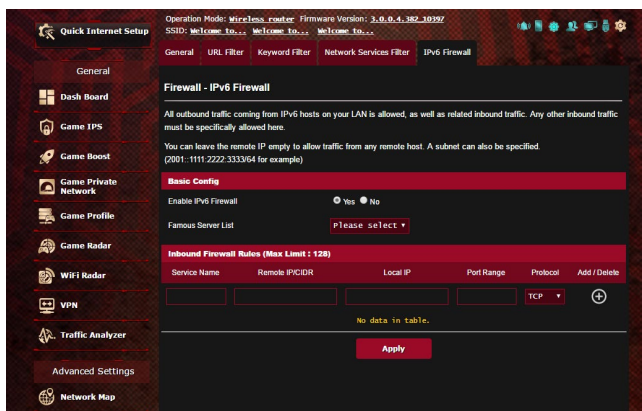 Quick Internet Setup
Operation Mode: Wireless router Firmware Version: 3.0.0.4.382_10397
SSID: Welcome to... Welcome to... Welcome to...
General URL Filter Keyword Filter Network Services Filter IPv6 Firewall
General
Dash Board
Game IPS
Game Boost
Game Private
Network
Game Profile
Game Radar
WiFi Radar
VPN
Traffic Analyzer
Advanced Settings
Network Map
Firewall - IPv6 Firewall
All outbound traffic coming from IPv6 hosts on your LAN is allowed, as well as related inbound traffic. Any other inbound traffic
must be specifically allowed here.
You can leave the remote IP empty to allow traffic from any remote host. A subnet can also be specified.
(2001::1111:2222:3333/64 for example)
Basic Config
Enable IPv6 Firewall Yes No
Famous Server List Please select
Inbound Firewall Rules (Max Limit : 128)
Service Name Remote IP/CIDR Local IP Port Range Protocol Add / Delete
TCP
No data in table.
Apply